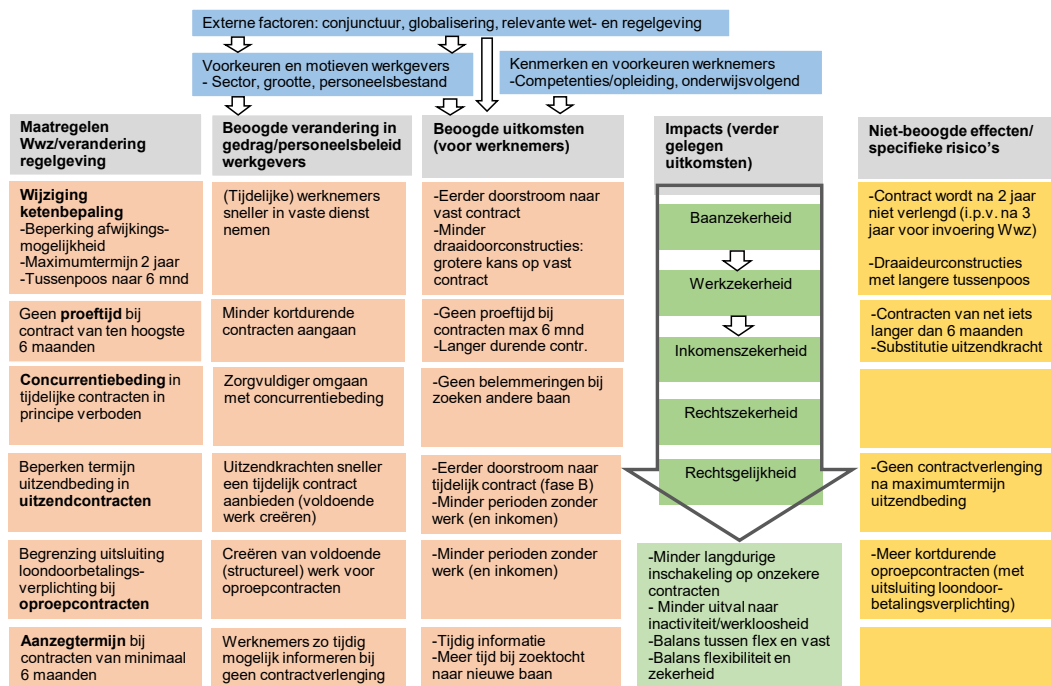 Externe factoren: conjunctuur, globalisering, relevante wet- en regelgeving
Voorkeuren en motieven werkgevers
- Sector, grootte, personeelsbestand
Kenmerken en voorkeuren werknemers
-Competenties/opleiding, onderwijsvolgend
Maatregelen
Wwz/verandering
regelgeving
Beoogde verandering in
gedrag/personeelsbeleid
werkgevers
Beoogde uitkomsten
(voor werknemers)
Impacts (verder
gelegen
uitkomsten)
Niet-beoogde effecten/
specifieke risico's
Wijziging
ketenbepaling
-Beperking afwijkings-
mogelijkheid
-Maximumtermijn 2 jaar
-Tussenpoos naar 6 mnd
(Tijdelijke) werknemers
sneller in vaste dienst
nemen
-Eerder doorstroom naar
vast contract
-Minder
draaidoorconstructies:
grotere kans op vast
contract
Baanzekerheid
Werkzekerheid
-Contract wordt na 2 jaar
niet verlengd (i.p.v. na 3
jaar voor invoering Wwz)
-Draaideurconstructies
met langere tussenpoos
Geen proeftijd bij
contract van ten hoogste
6 maanden
Minder kortdurende
contracten aangaan
-Geen proeftijd bij
contracten max 6 mnd
-Langer durende contr.
Inkomenszekerheid
-Contracten van net iets
langer dan 6 maanden
-Substitutie uitzendkracht
Concurrentiebeding in
tijdelijke contracten in
principe verboden
Zorgvuldiger omgaan
met concurrentiebeding
-Geen belemmeringen bij
zoeken andere baan
Rechtszekerheid
Beperken termijn
uitzendbeding in
uitzendcontracten
Uitzendkrachten sneller
een tijdelijk contract
aanbieden (voldoende
werk creëren)
-Eerder doorstroom naar
tijdelijk contract (fase B)
-Minder perioden zonder
werk (en inkomen)
Rechtsgelijkheid
-Geen contractverlenging
na maximumtermijn
uitzendbeding
Begrenzing uitsluiting
loondoorbetalings-
verplichting bij
oproepcontracten
Creëren van voldoende
(structureel) werk voor
oproepcontracten
-Minder perioden zonder
werk (en inkomen)
-Minder langdurige
inschakeling op onzekere
contracten
- Minder uitval naar
inactiviteit/werkloosheid
-Balans tussen flex en vast
-Balans flexibiliteit en
zekerheid
-Meer kortdurende
oproepcontracten (met
uitsluiting loondoor-
betalingsverplichting)
Aanzegtermijn bij
contracten van minimaal
6 maanden
Werknemers zo tijdig
mogelijk informeren bij
geen contractverlenging
-Tijdig informatie
-Meer tijd bij zoektocht
naar nieuwe baan